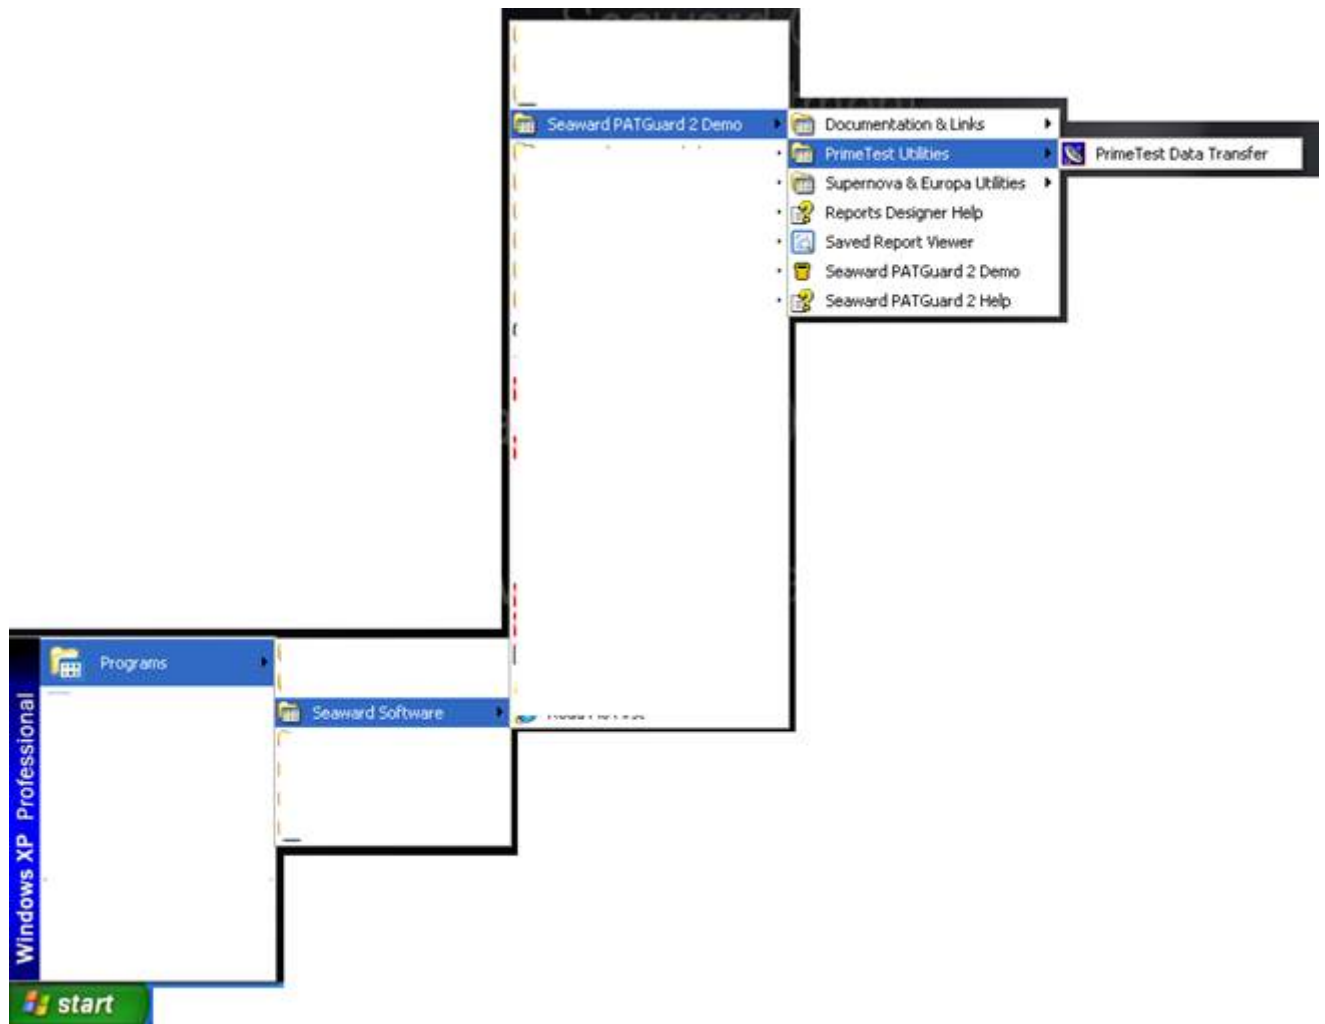 Seaward PATGuard 2 Demo
Documentation & Links
PrimeTest Utilities
PrimeTest Data Transfer
Supernova & Europa Utilities
Reports Designer Help
Saved Report Viewer
Seaward PATGuard 2 Demo
Seaward PATGuard 2 Help
Programs
Seaward Software
Windows XP Professional
start